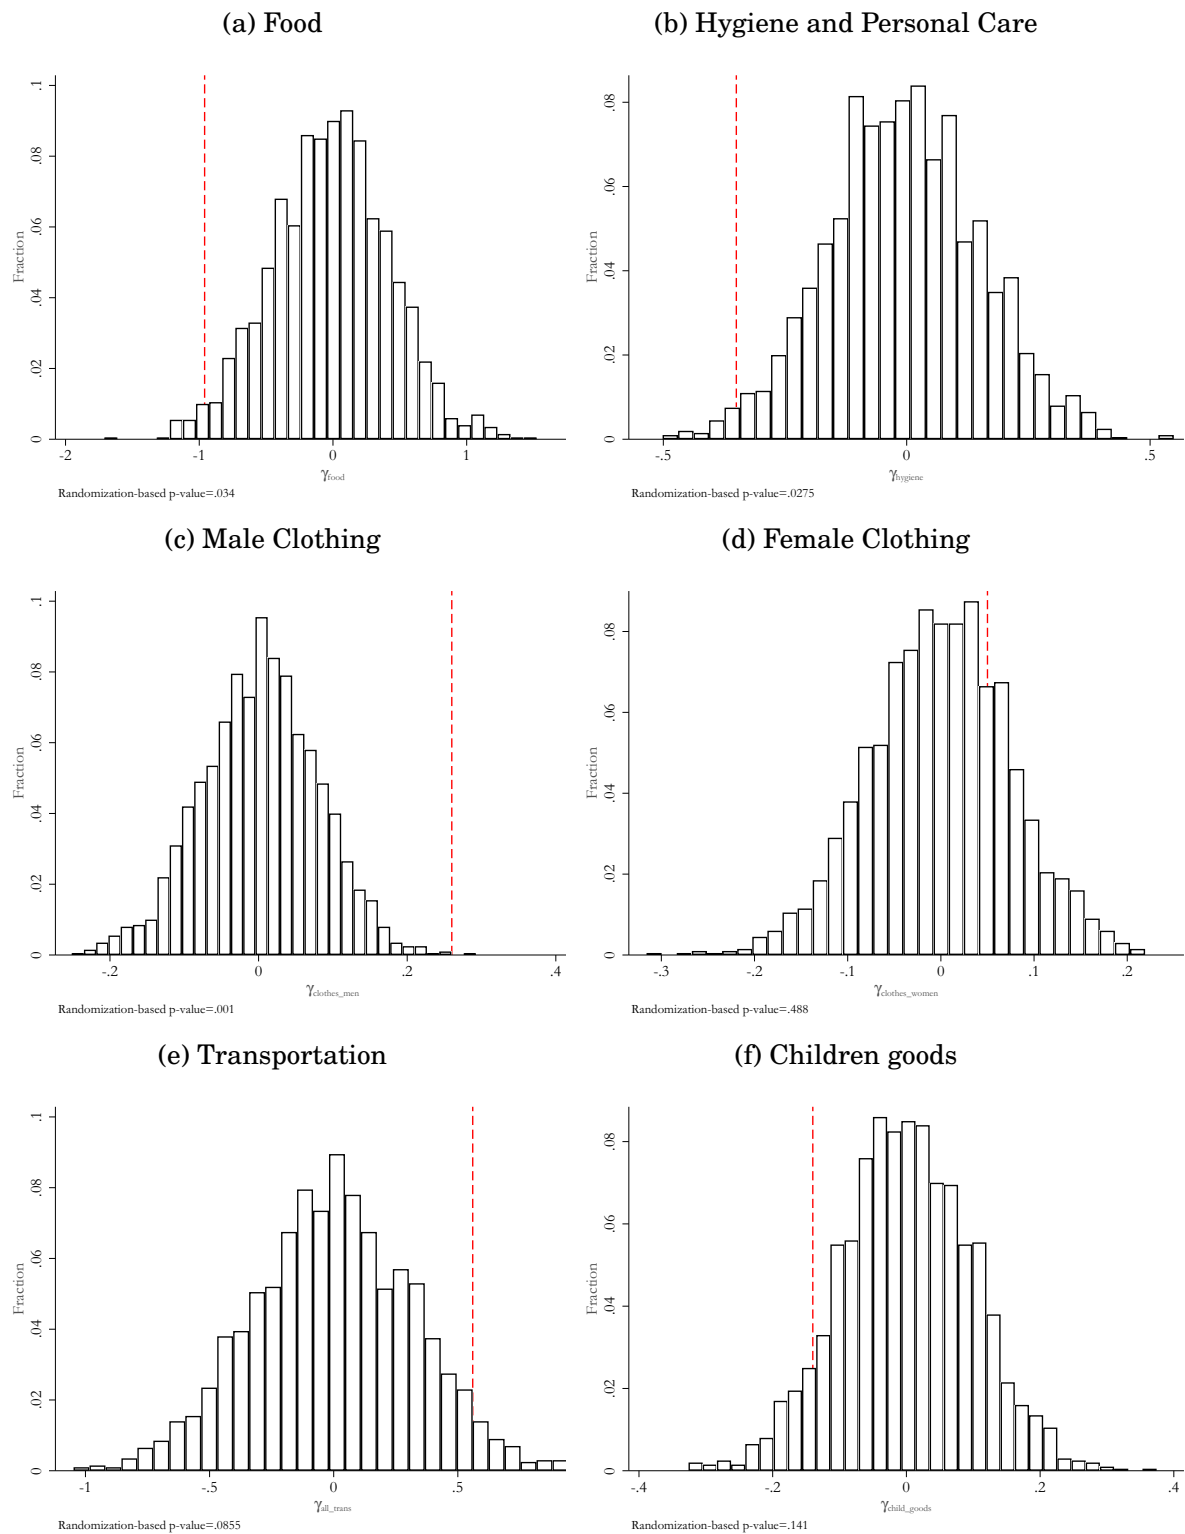 (a) Food
(b) Hygiene and Personal Care
.1
.08
.06
.04
.02
0
Fraction
-2
-1
0
1
γfood
Randomization-based p-value=.034
.08
.06
.04
.02
0
Fraction
-.5
0
.5
γhygiene
Randomization-based p-value=.0275
(c) Male Clothing
(d) Female Clothing
.1
.08
.06
.04
.02
0
Fraction
-.2
0
.2
.4
γclothes_men
Randomization-based p-value=.001
.08
.06
.04
.02
0
Fraction
-.3
-.2
-.1
0
.1
.2
γclothes_women
Randomization-based p-value=.488
(e) Transportation
(f) Children goods
.1
.08
.06
.04
.02
0
Fraction
-1
-.5
0
.5
γall_trans
Randomization-based p-value=.0855
.08
.06
.04
.02
0
Fraction
-.4
-.2
0
.2
.4
γchild_goods
Randomization-based p-value=.141